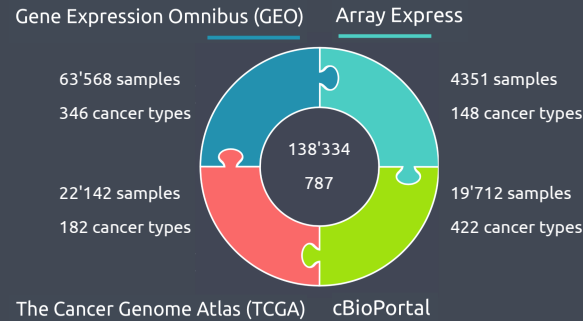 Gene Expression Omnibus (GEO)
Array Express
63'568 samples
346 cancer types
4351 samples
148 cancer types
138'334
787
22'142 samples
182 cancer types
19'712 samples
422 cancer types
The Cancer Genome Atlas (TCGA)
cBioPortal